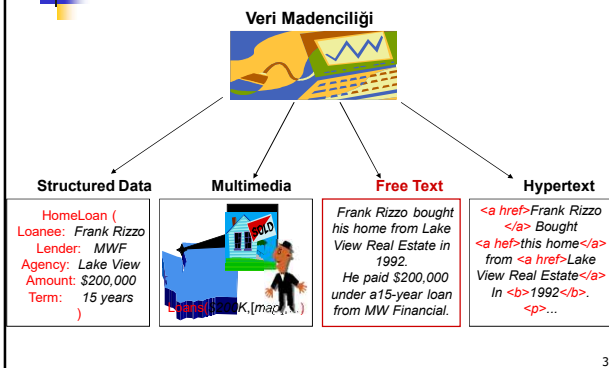 Veri Madenciliği
Structured Data
HomeLoan (
Loanee: Frank Rizzo
Lender: MWF
Agency: Lake View
Amount: $200,000
Term: 15 years
)
Multimedia
SOLD
Loans($200K,[map],...)
Free Text
Frank Rizzo bought
his home from Lake
View Real Estate in
1992.
He paid $200,000
under a15-year loan
from MW Financial.
Hypertext
<a href>Frank Rizzo
</a> Bought
<a hef>this home</a>
from <a href>Lake
View Real Estate</a>
In <b>1992</b>.
<p>...
3